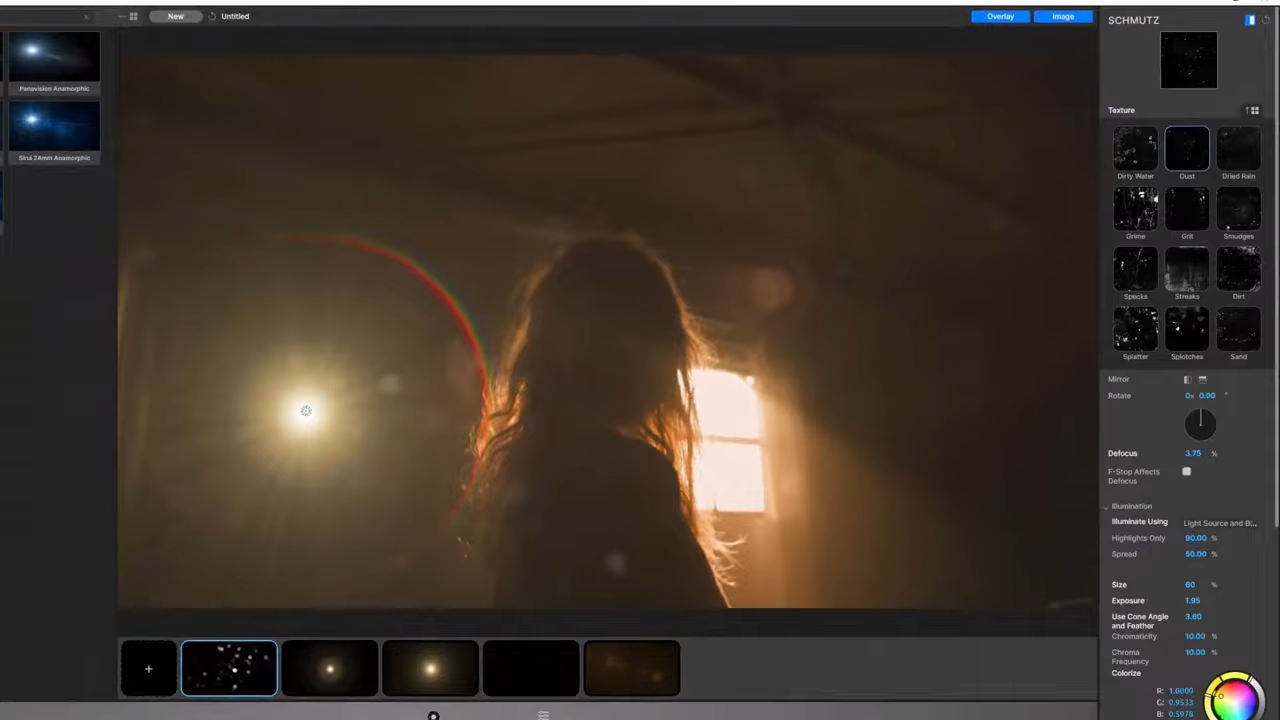 New
Untitled
Overlay
Image
SCHMUTZ
Panavision Anamorphic
Sina 24mm Anamorphic
Texture
Dirty Water
Dust
Dried Rain
Grime
Grit
Smudges
Specks
Streaks
Dirt
Splatter
Splotches
Sand
Mirror
Rotate
0x 0.00 °
Defocus
3.75 %
F-Stop Affects
Defocus
Illumination
Illuminate Using
Light Source and B...
Highlights Only
90.00 %
Spread
50.00 %
Size
60 %
Exposure
1.95
Use Cone Angle
and Feather
3.60
Chromaticity
10.00 %
Chroma
Frequency
10.00 %
Colorize
R: 1.0000
G: 0.9533
B: 0.5978